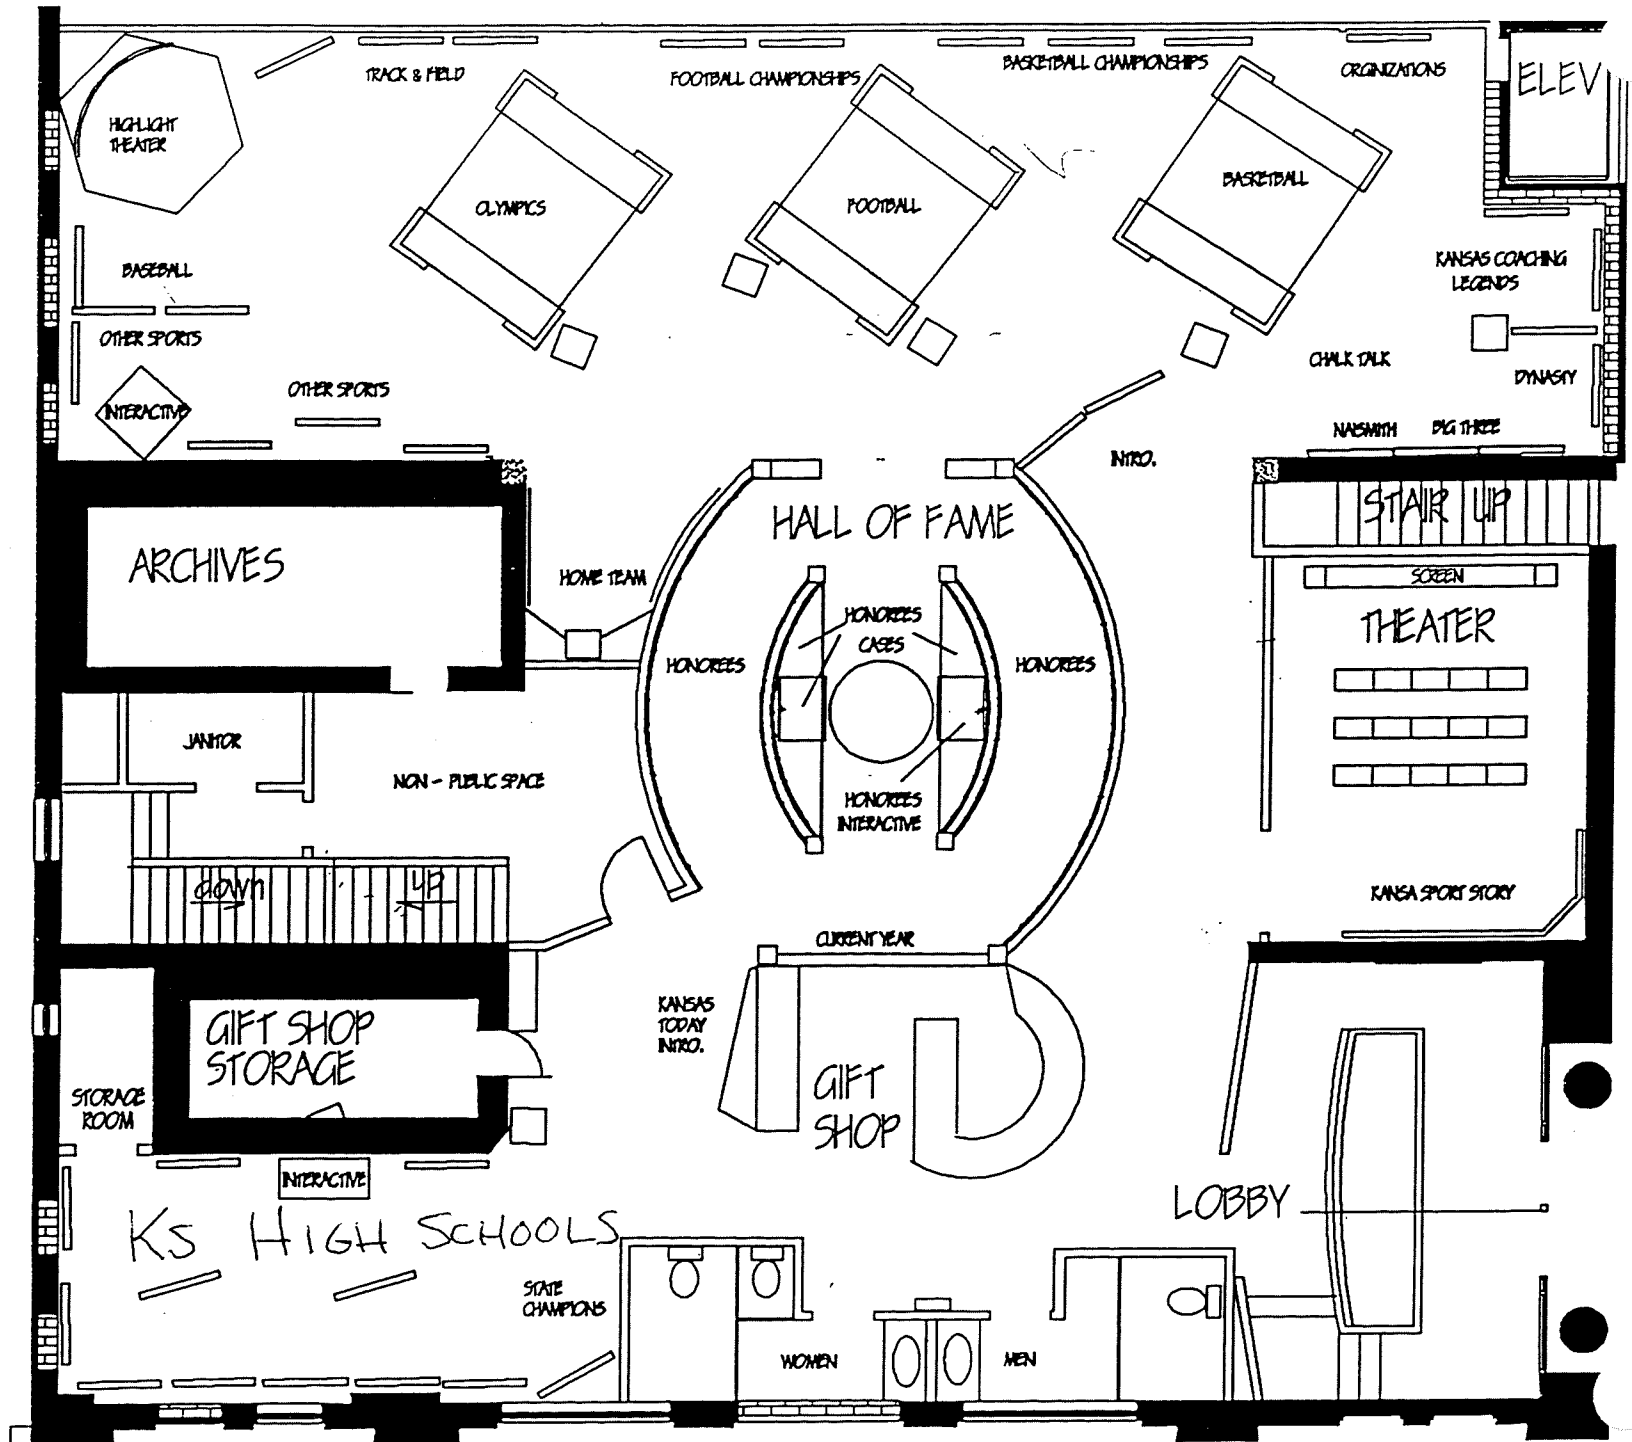 TRACK & FIELD
FOOTBALL CHAMPIONSHIPS
BASKETBALL CHAMPIONSHIPS
ORGINIZATIONS
ELEV
HIGHLIGHT
THEATER
OLYMPICS
FOOTBALL
BASKETBALL
BASEBALL
KANSAS COACHING
LEGENDS
OTHER SPORTS
CHALK TALK
DYNASTY
OTHER SPORTS
INTERACTIVE
NAISMITH
BIG THREE
INTRO.
HALL OF FAME
STAIR UP
ARCHIVES
HOME TEAM
SCREEN
HONOREES
CASES
THEATER
HONOREES
HONOREES
JANITOR
NON - PUBLIC SPACE
HONOREES
INTERACTIVE
down
UP
KANSA SPORT STORY
CURRENT YEAR
KANSAS
TODAY
INTRO.
GIFT SHOP
STORAGE
GIFT
SHOP
STORAGE
ROOM
INTERACTIVE
LOBBY
KS HIGH SCHOOLS
STATE
CHAMPIONS
WOMEN
MEN